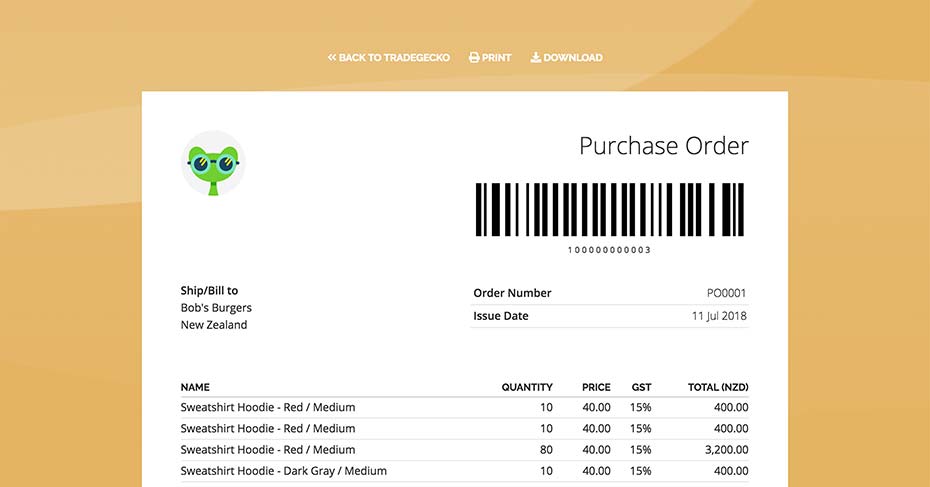 BACK TO TRADEGECKO PRINT DOWNLOAD
Purchase Order
100000000003
Ship/Bill to
Bob's Burgers
New Zealand
Order Number PO0001
Issue Date 11 Jul 2018
NAME QUANTITY PRICE GST TOTAL (NZD)
Sweatshirt Hoodie - Red / Medium 10 40.00 15% 400.00
Sweatshirt Hoodie - Red / Medium 10 40.00 15% 400.00
Sweatshirt Hoodie - Red / Medium 80 40.00 15% 3,200.00
Sweatshirt Hoodie - Dark Gray / Medium 10 40.00 15% 400.00